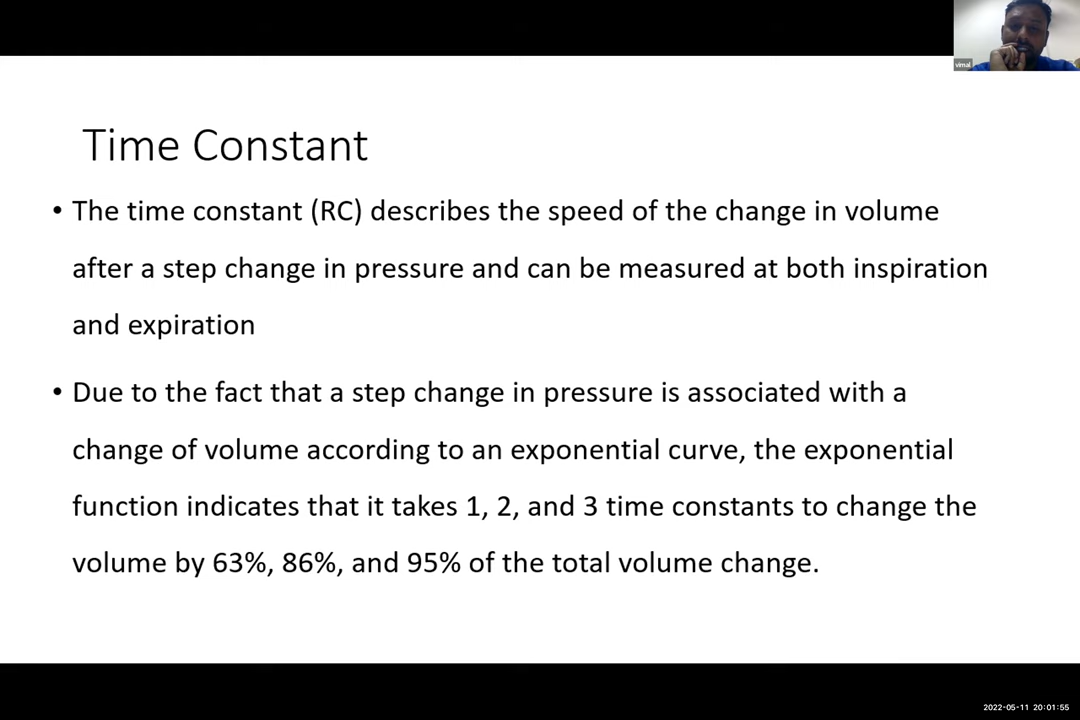 vimal
Time Constant
• The time constant (RC) describes the speed of the change in volume
after a step change in pressure and can be measured at both inspiration
and expiration
• Due to the fact that a step change in pressure is associated with a
change of volume according to an exponential curve, the exponential
function indicates that it takes 1, 2, and 3 time constants to change the
volume by 63%, 86%, and 95% of the total volume change.
2022-05-11 20:01:55